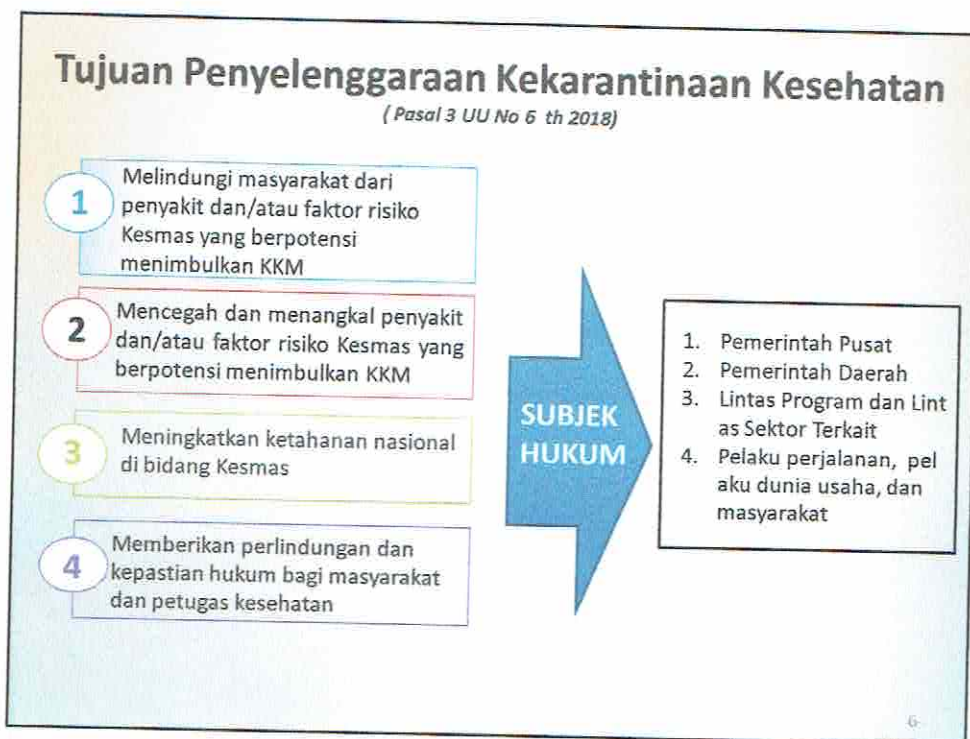 Tujuan Penyelenggaraan Kekarantinaan Kesehatan
( Pasal 3 UU No 6 th 2018)
1
Melindungi masyarakat dari
penyakit dan/atau faktor risiko
Kesmas yang berpotensi
menimbulkan KKM
2
Mencegah dan menangkal penyakit
dan/atau faktor risiko Kesmas yang
berpotensi menimbulkan KKM
3
Meningkatkan ketahanan nasional
di bidang Kesmas
4
Memberikan perlindungan dan
kepastian hukum bagi masyarakat
dan petugas kesehatan
SUBJEK
HUKUM
1. Pemerintah Pusat
2. Pemerintah Daerah
3. Lintas Program dan Lint
as Sektor Terkait
4. Pelaku perjalanan, pel
aku dunia usaha, dan
masyarakat
6